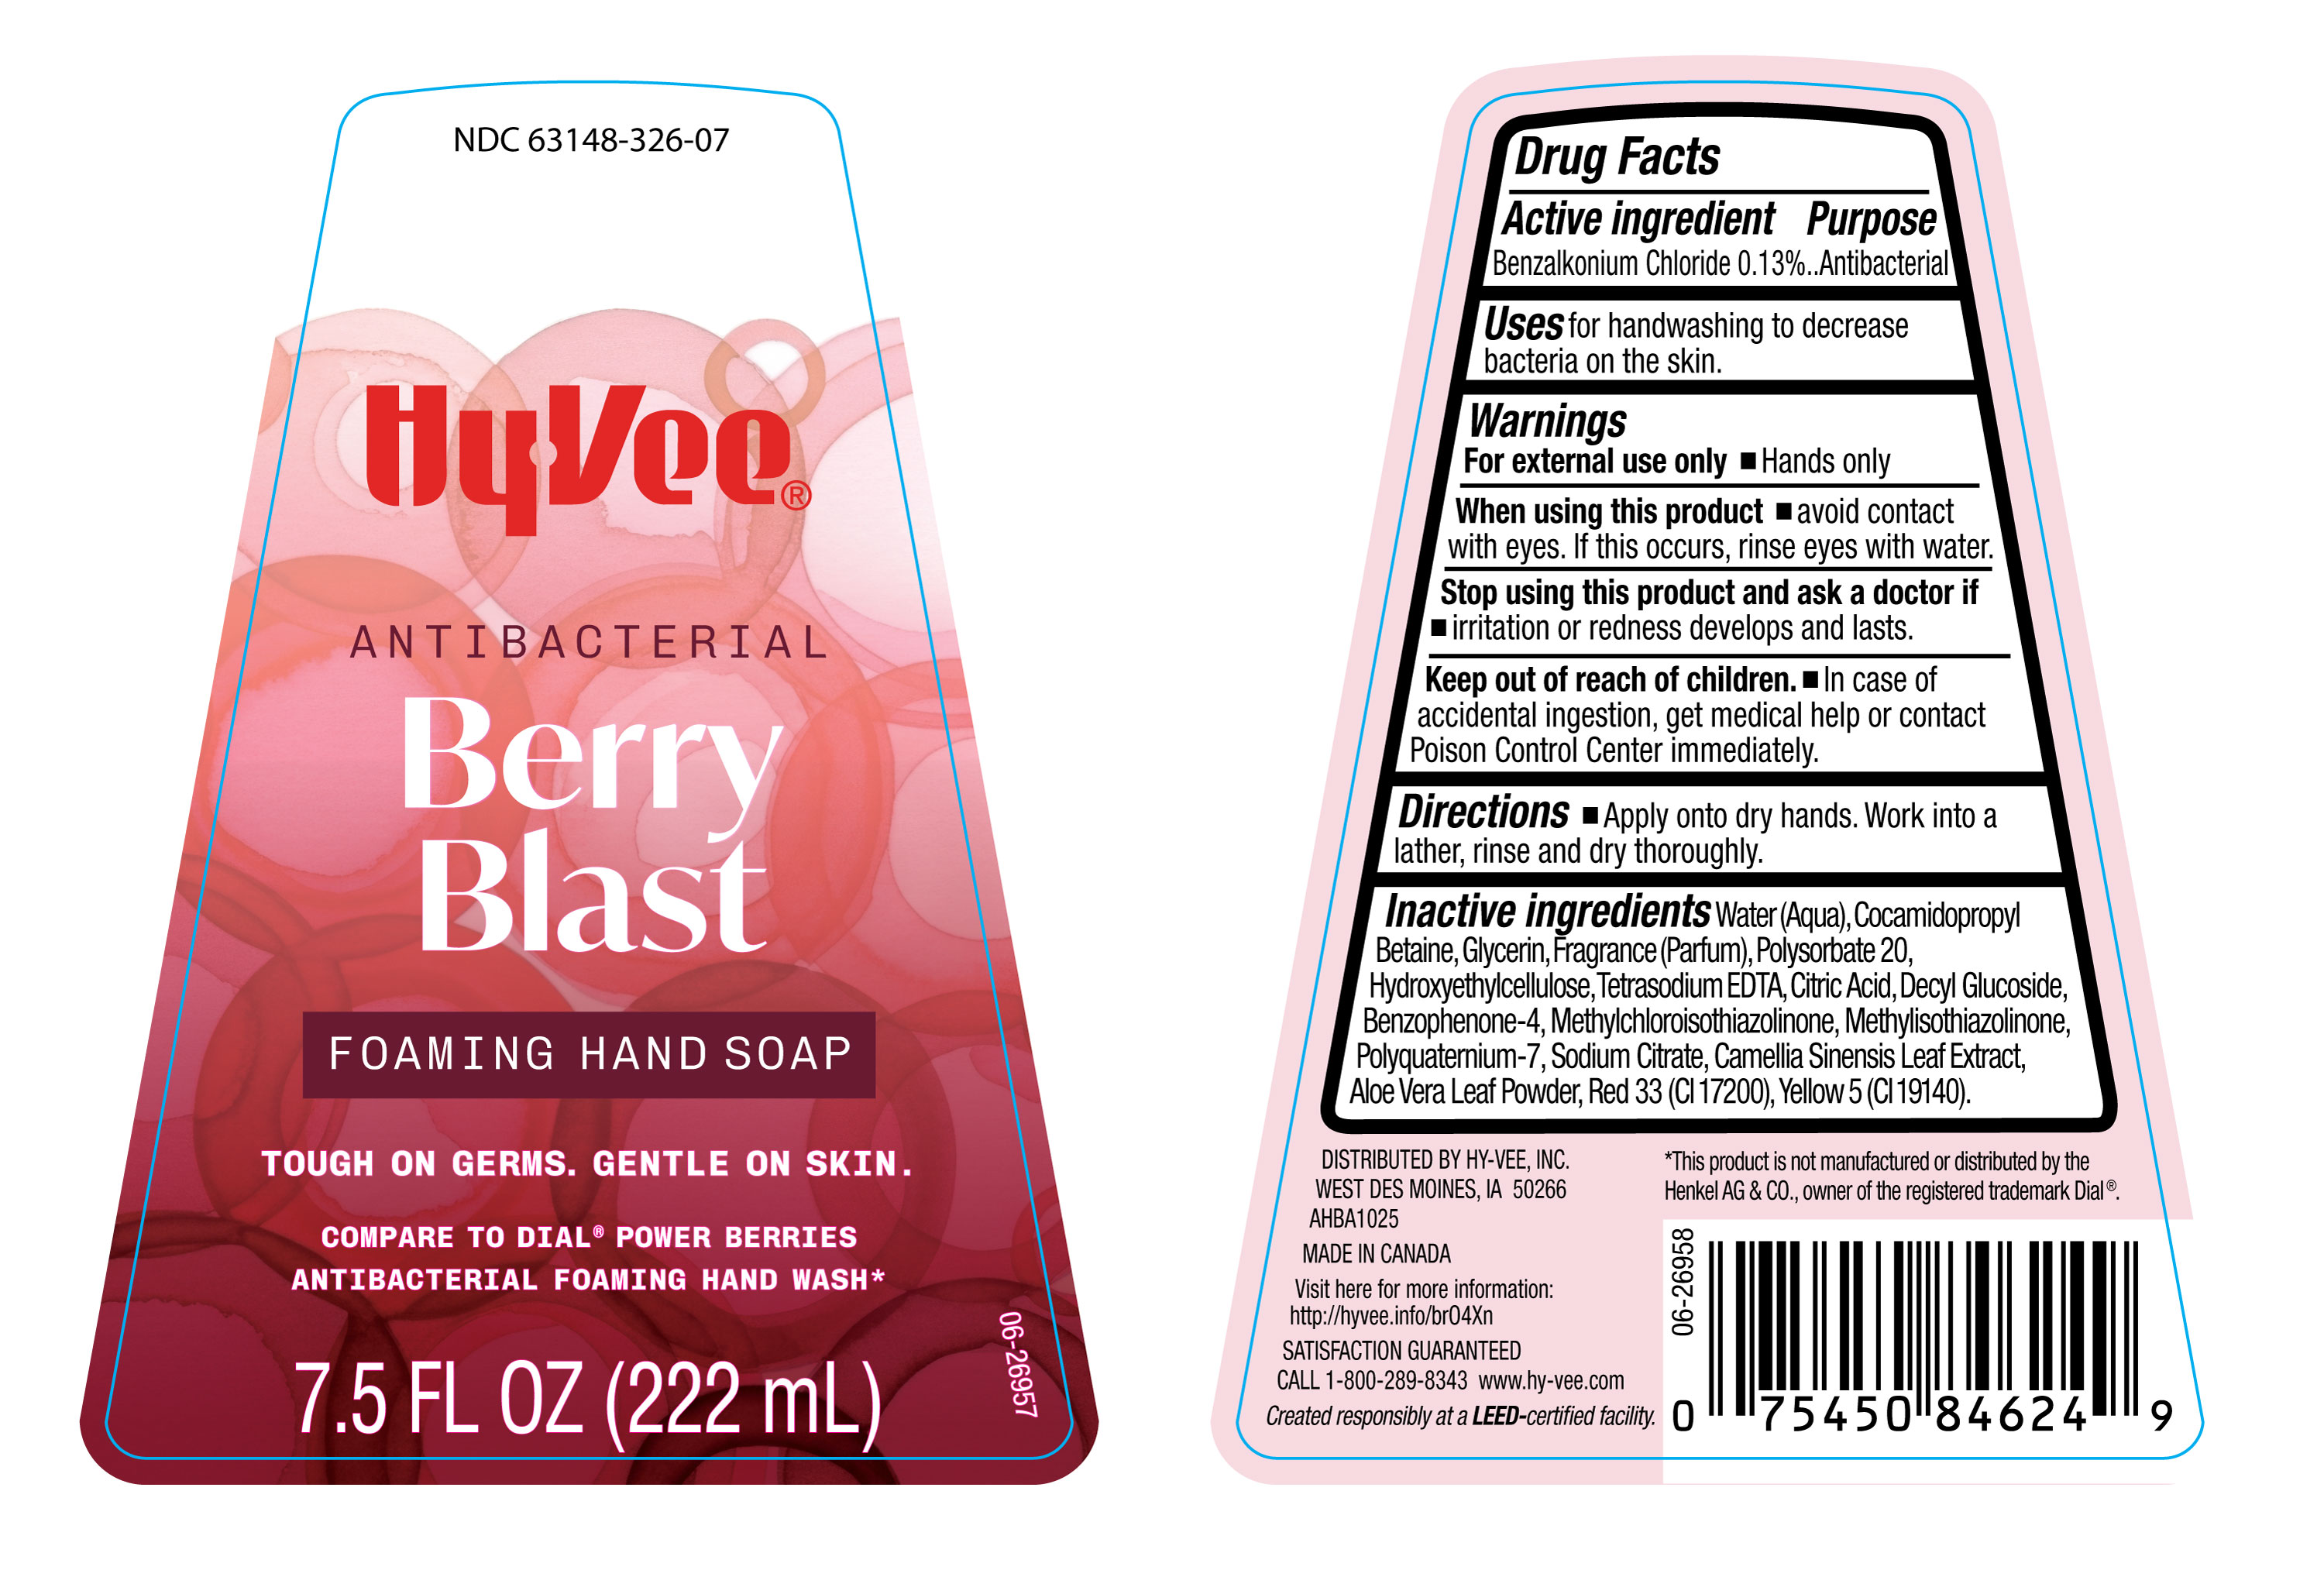 NDC 63148-326-07
HyVee®
ANTIBACTERIAL
Berry
Blast
FOAMING HAND SOAP
TOUGH ON GERMS. GENTLE ON SKIN.
COMPARE TO DIAL® POWER BERRIES
ANTIBACTERIAL FOAMING HAND WASH*
7.5 FL OZ (222 mL)
06-26957
Drug Facts
Active ingredient Purpose
Benzalkonium Chloride 0.13%..Antibacterial
Uses for handwashing to decrease
bacteria on the skin.
Warnings
For external use only ■ Hands only
When using this product ■ avoid contact
with eyes. If this occurs, rinse eyes with water.
Stop using this product and ask a doctor if
■ irritation or redness develops and lasts.
Keep out of reach of children. ■ In case of
accidental ingestion, get medical help or contact
Poison Control Center immediately.
Directions ■ Apply onto dry hands. Work into a
lather, rinse and dry thoroughly.
Inactive ingredients Water (Aqua), Cocamidopropyl
Betaine, Glycerin, Fragrance (Parfum), Polysorbate 20,
Hydroxyethylcellulose, Tetrasodium EDTA, Citric Acid, Decyl Glucoside,
Benzophenone-4, Methylchloroisothiazolinone, Methylisothiazolinone,
Polyquaternium-7, Sodium Citrate, Camellia Sinensis Leaf Extract,
Aloe Vera Leaf Powder, Red 33 (CI 17200), Yellow 5 (CI 19140).
DISTRIBUTED BY HY-VEE, INC.
WEST DES MOINES, IA 50266
AHBA1025
MADE IN CANADA
Visit here for more information:
http://hyvee.info/brO4Xn
SATISFACTION GUARANTEED
CALL 1-800-289-8343 www.hy-vee.com
Created responsibly at a LEED-certified facility.
*This product is not manufactured or distributed by the
Henkel AG & CO., owner of the registered trademark Dial®.
06-26958
0 75450 84624 9